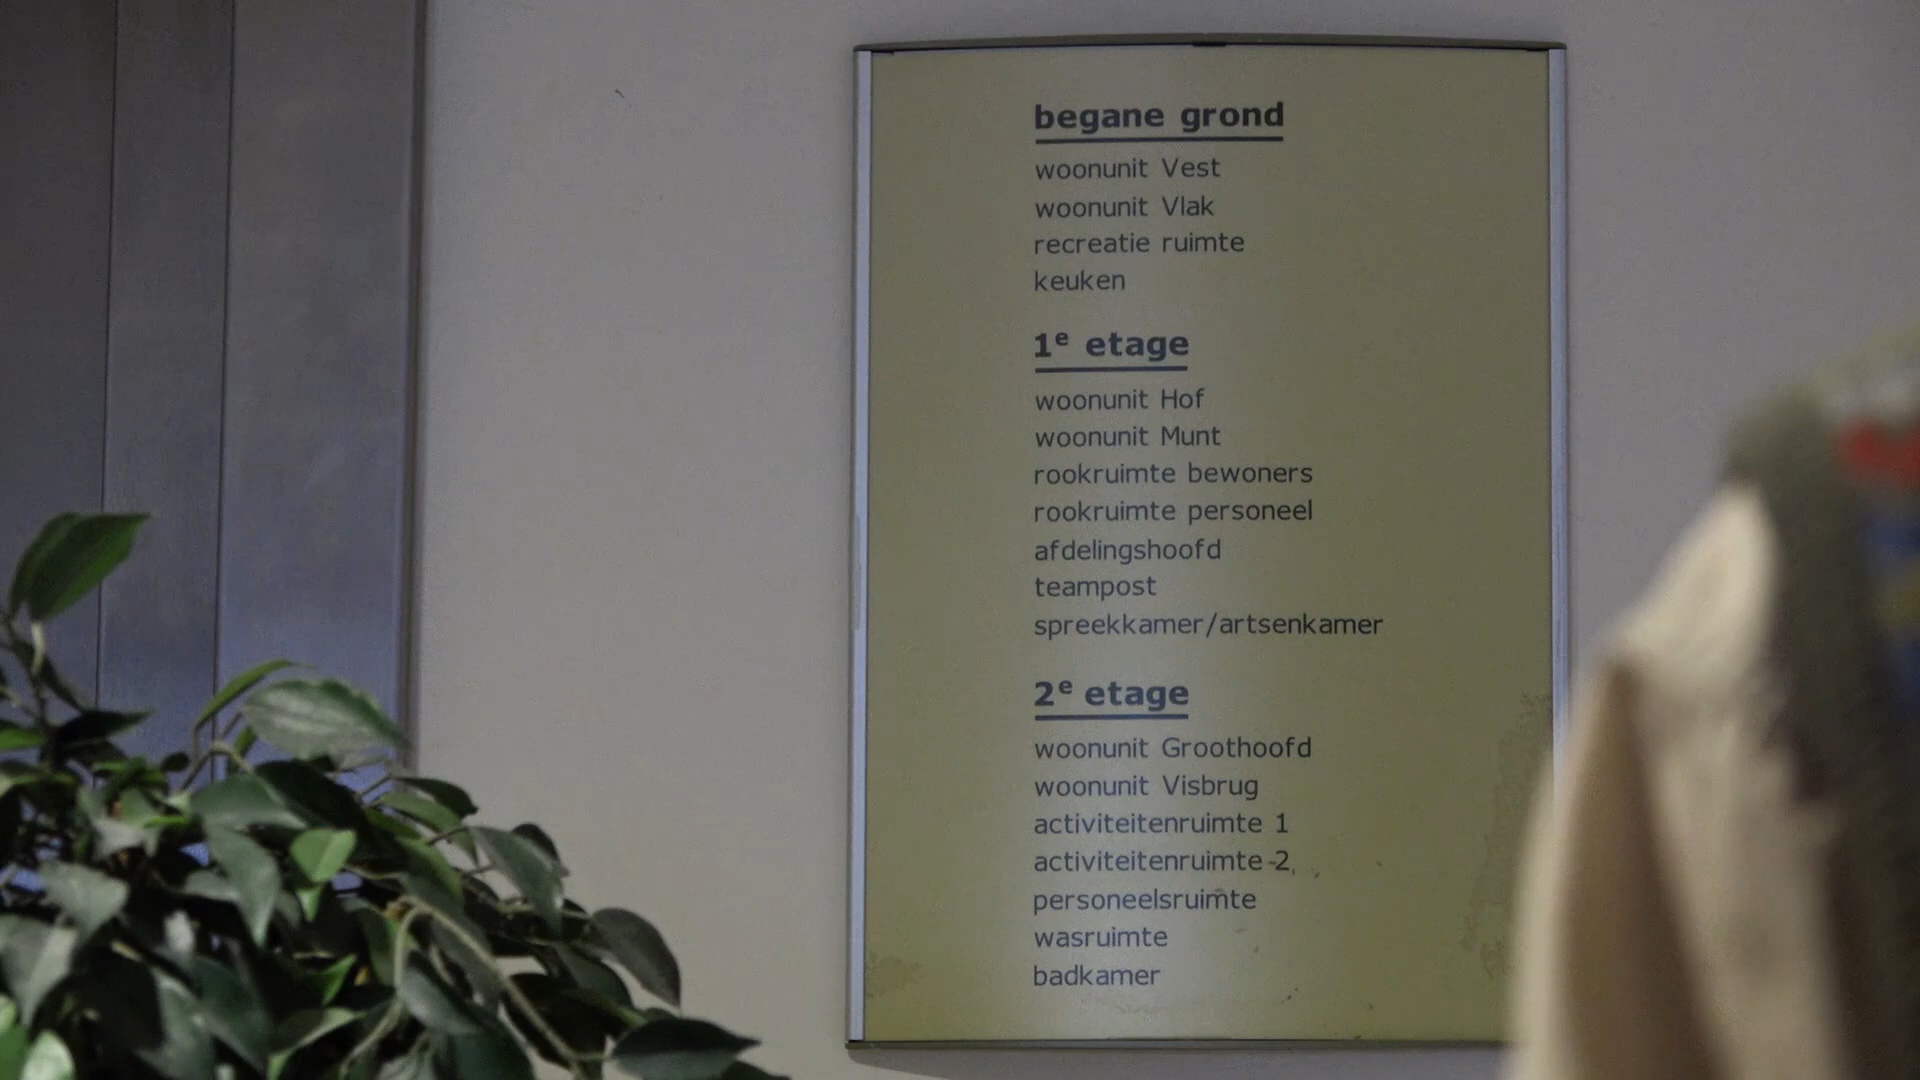 begane grond
woonunit Vest
woonunit Vlak
recreatie ruimte
keuken
1e etage
woonunit Hof
woonunit Munt
rookruimte bewoners
rookruimte personeel
afdelingshoofd
teampost
spreekkamer/artsenkamer
2e etage
woonunit Groothoofd
woonunit Visbrug
activiteitenruimte 1
activiteitenruimte 2
personeelsruimte
wasruimte
badkamer